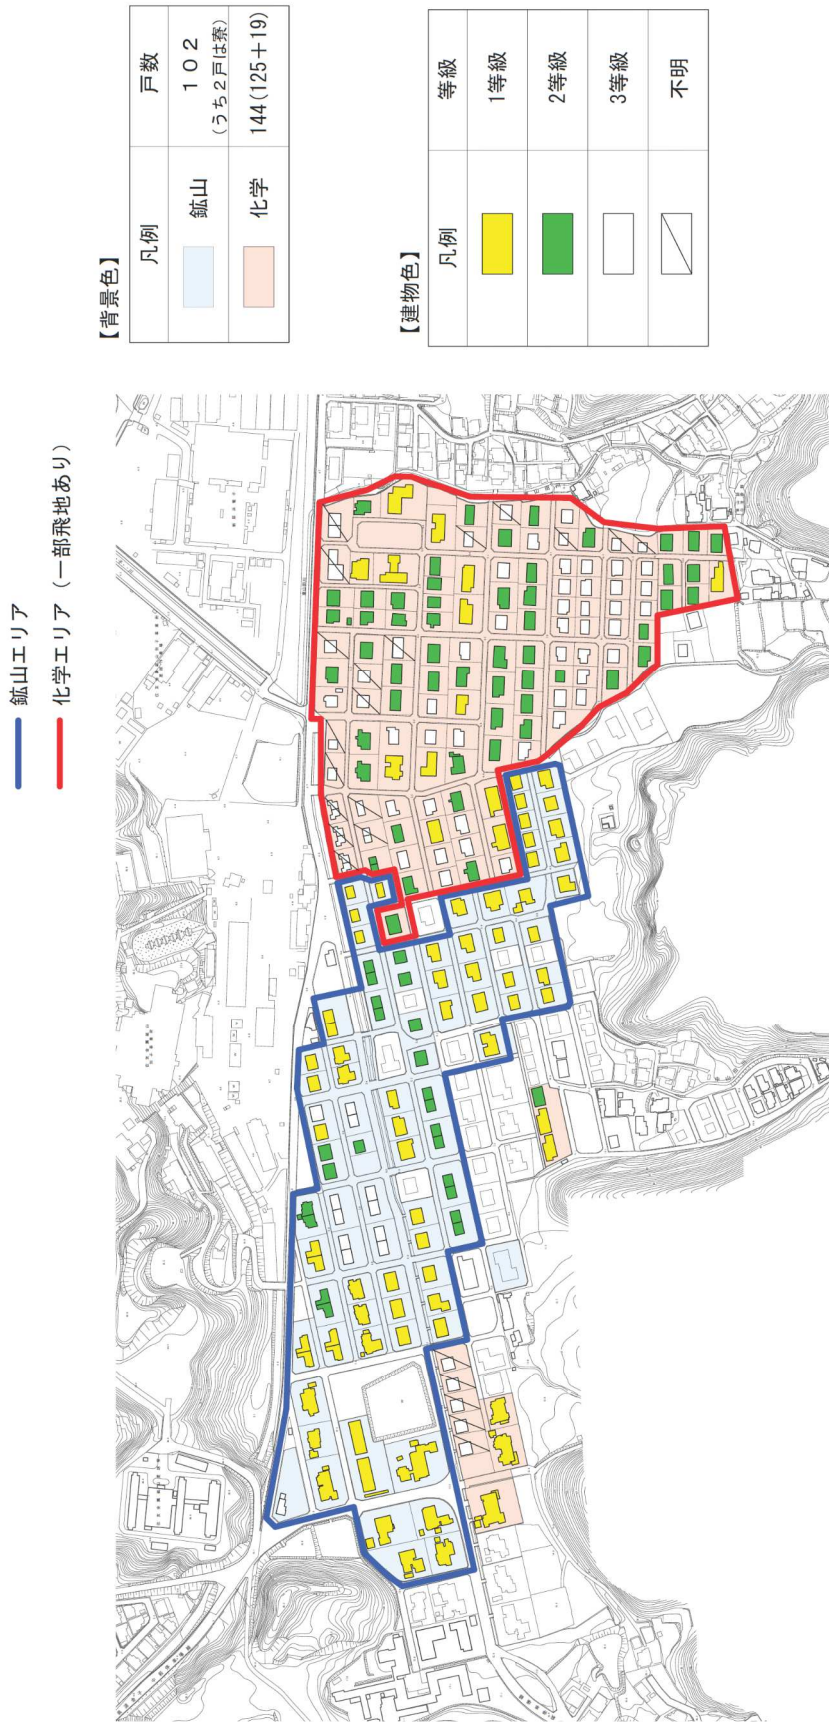 鉱山エリア
化学エリア（一部飛地あり）
【背景色】
凡例 戸数
鉱山 １０２
（うち２戸は寮）
化学 144(125+19)
【建物色】
凡例 等級
1等級
2等級
3等級
不明